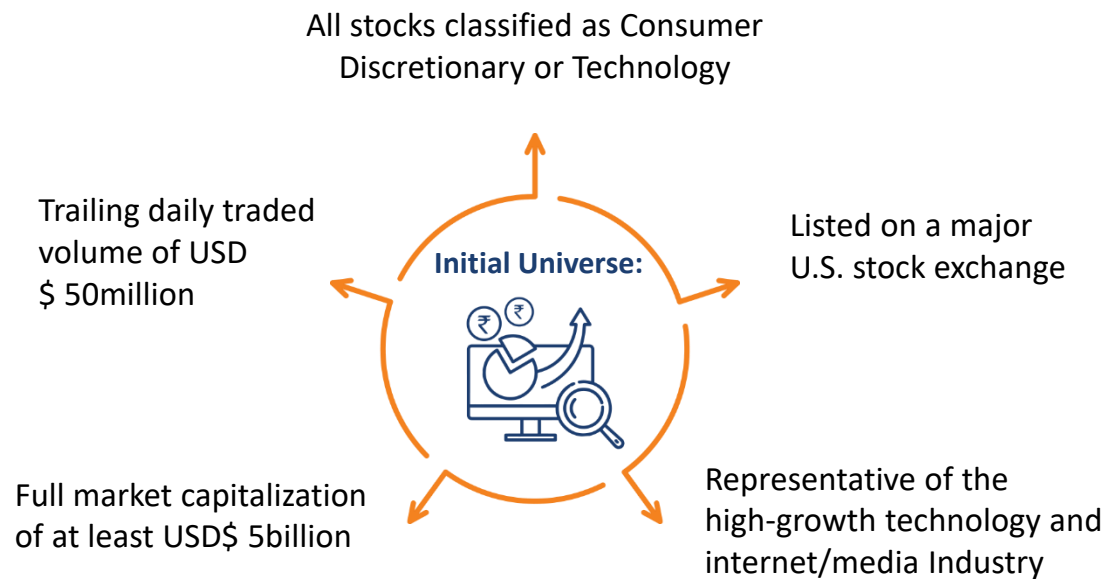 All stocks classified as Consumer
Discretionary or Technology
Trailing daily traded
volume of USD
$ 50million
Listed on a major
U.S. stock exchange
Initial Universe:
₹
₹
Full market capitalization
of at least USD$ 5billion
Representative of the
high-growth technology and
internet/media Industry